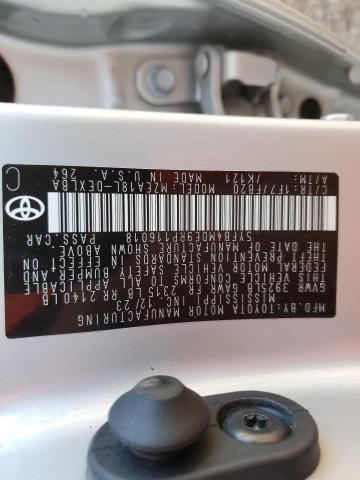 MFD.BY:TOYOTA MOTOR MANUFACTURING
MISSISSIPPI, INC. 12/23
GVWR 3925LB GAWR FR 2315LB RR 2140LB
THIS VEHICLE CONFORMS TO ALL APPLICABLE
FEDERAL MOTOR VEHICLE SAFETY, BUMPER, AND
THEFT PREVENTION STANDARDS IN EFFECT ON
THE DATE OF MANUFACTURE SHOWN ABOVE.
5YFB4MDE9RP116018 PASS.CAR
C/TR:1F7/FB20 MODEL:MZEA18L-DEXLBA
A/TM: /K121 MADE IN U.S.A. 264
C